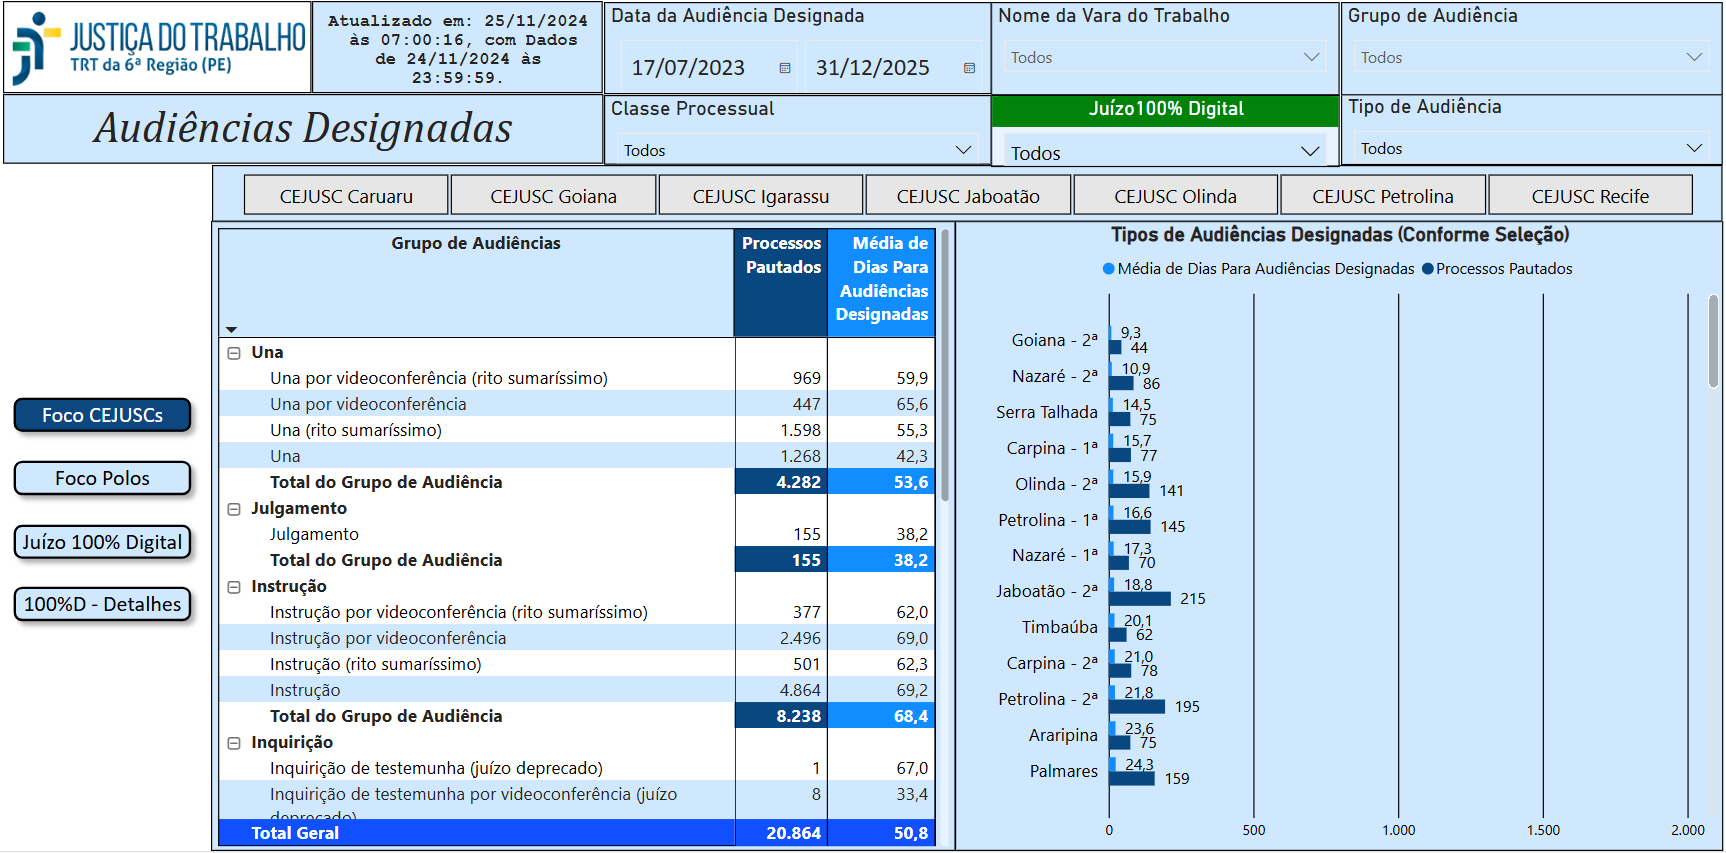 JUSTIÇA DO TRABALHO
TRT da 6ª Região (PE)
Atualizado em: 25/11/2024
às 07:00:16, com Dados
de 24/11/2024 às
23:59:59.
Data da Audiência Designada
17/07/2023
31/12/2025
Nome da Vara do Trabalho
Todos
Grupo de Audiência
Todos
Audiências Designadas
Classe Processual
Todos
Juízo100% Digital
Todos
Tipo de Audiência
Todos
CEJUSC Caruaru
CEJUSC Goiana
CEJUSC Igarassu
CEJUSC Jaboatão
CEJUSC Olinda
CEJUSC Petrolina
CEJUSC Recife
Foco CEJUSCs
Foco Polos
Juízo 100% Digital
100%D - Detalhes
Grupo de Audiências
Processos
Pautados
Média de
Dias Para
Audiências
Designadas
Una
Una por videoconferência (rito sumaríssimo) 969 59,9
Una por videoconferência 447 65,6
Una (rito sumaríssimo) 1.598 55,3
Una 1.268 42,3
Total do Grupo de Audiência 4.282 53,6
Julgamento
Julgamento 155 38,2
Total do Grupo de Audiência 155 38,2
Instrução
Instrução por videoconferência (rito sumaríssimo) 377 62,0
Instrução por videoconferência 2.496 69,0
Instrução (rito sumaríssimo) 501 62,3
Instrução 4.864 69,2
Total do Grupo de Audiência 8.238 68,4
Inquirição
Inquirição de testemunha (juízo deprecado) 1 67,0
Inquirição de testemunha por videoconferência (juízo 8 33,4
deprecado)
Total Geral 20.864 50,8
Tipos de Audiências Designadas (Conforme Seleção)
Média de Dias Para Audiências Designadas
Processos Pautados
Goiana - 2ª 9,3 44
Nazaré - 2ª 10,9 86
Serra Talhada 14,5 75
Carpina - 1ª 15,7 77
Olinda - 2ª 15,9 141
Petrolina - 1ª 16,6 145
Nazaré - 1ª 17,3 70
Jaboatão - 2ª 18,8 215
Timbaúba 20,1 62
Carpina - 2ª 21,0 78
Petrolina - 2ª 21,8 195
Araripina 23,6 75
Palmares 24,3 159
0 500 1.000 1.500 2.000